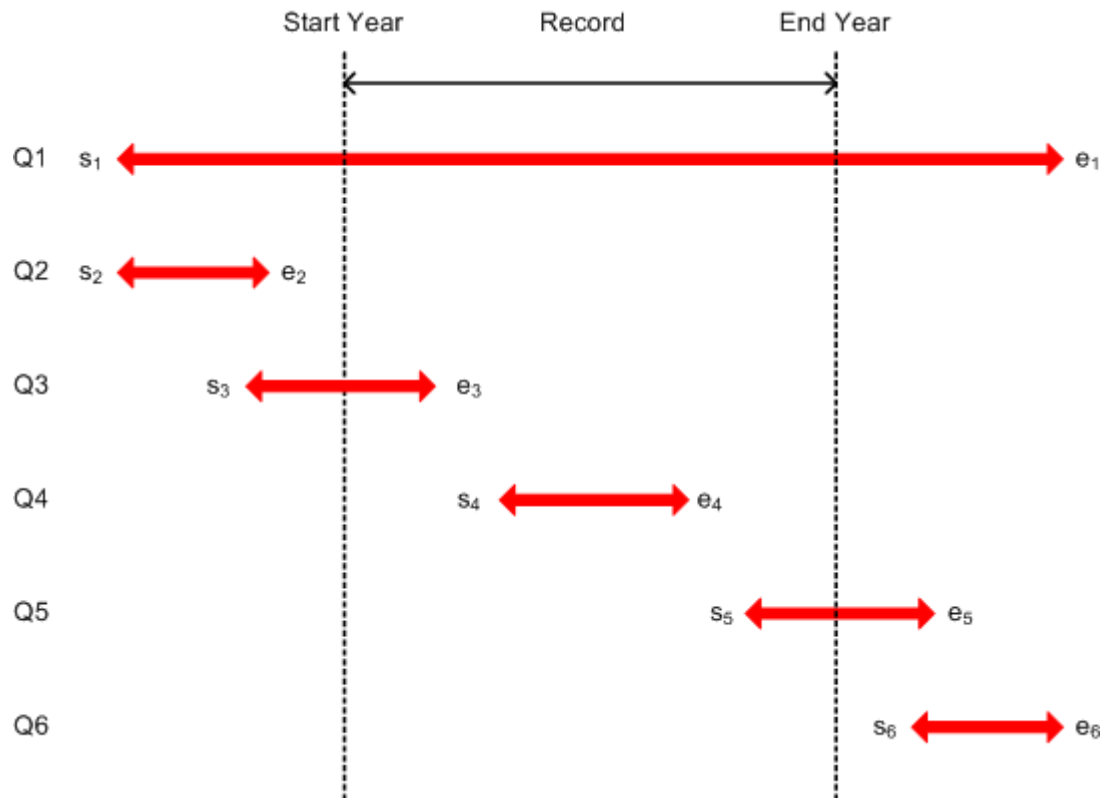 Start Year Record End Year
Q1 s₁ e₁
Q2 s₂ e₂
Q3 s₃ e₃
Q4 s₄ e₄
Q5 s₅ e₅
Q6 s₆ e₆